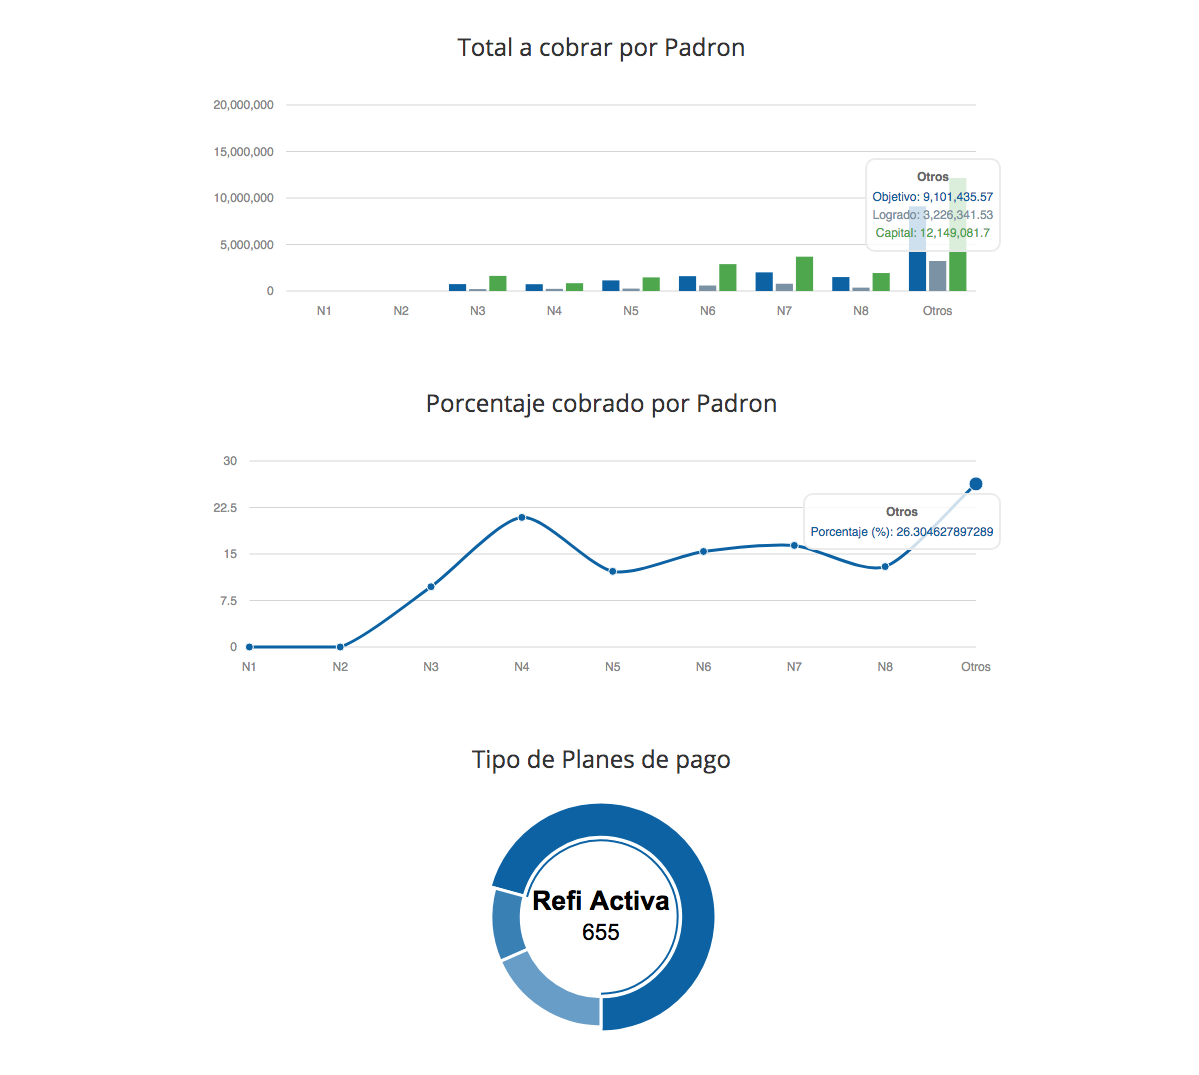 Total a cobrar por Padron
20,000,000
15,000,000
10,000,000
5,000,000
0
Otros
Objetivo: 9,101,435.57
Logrado: 3,226,341.53
Capital: 12,149,081.7
N1 N2 N3 N4 N5 N6 N7 N8 Otros
Porcentaje cobrado por Padron
30
22.5
15
7.5
0
Otros
Porcentaje (%): 26.304627897289
N1 N2 N3 N4 N5 N6 N7 N8 Otros
Tipo de Planes de pago
Refi Activa
655